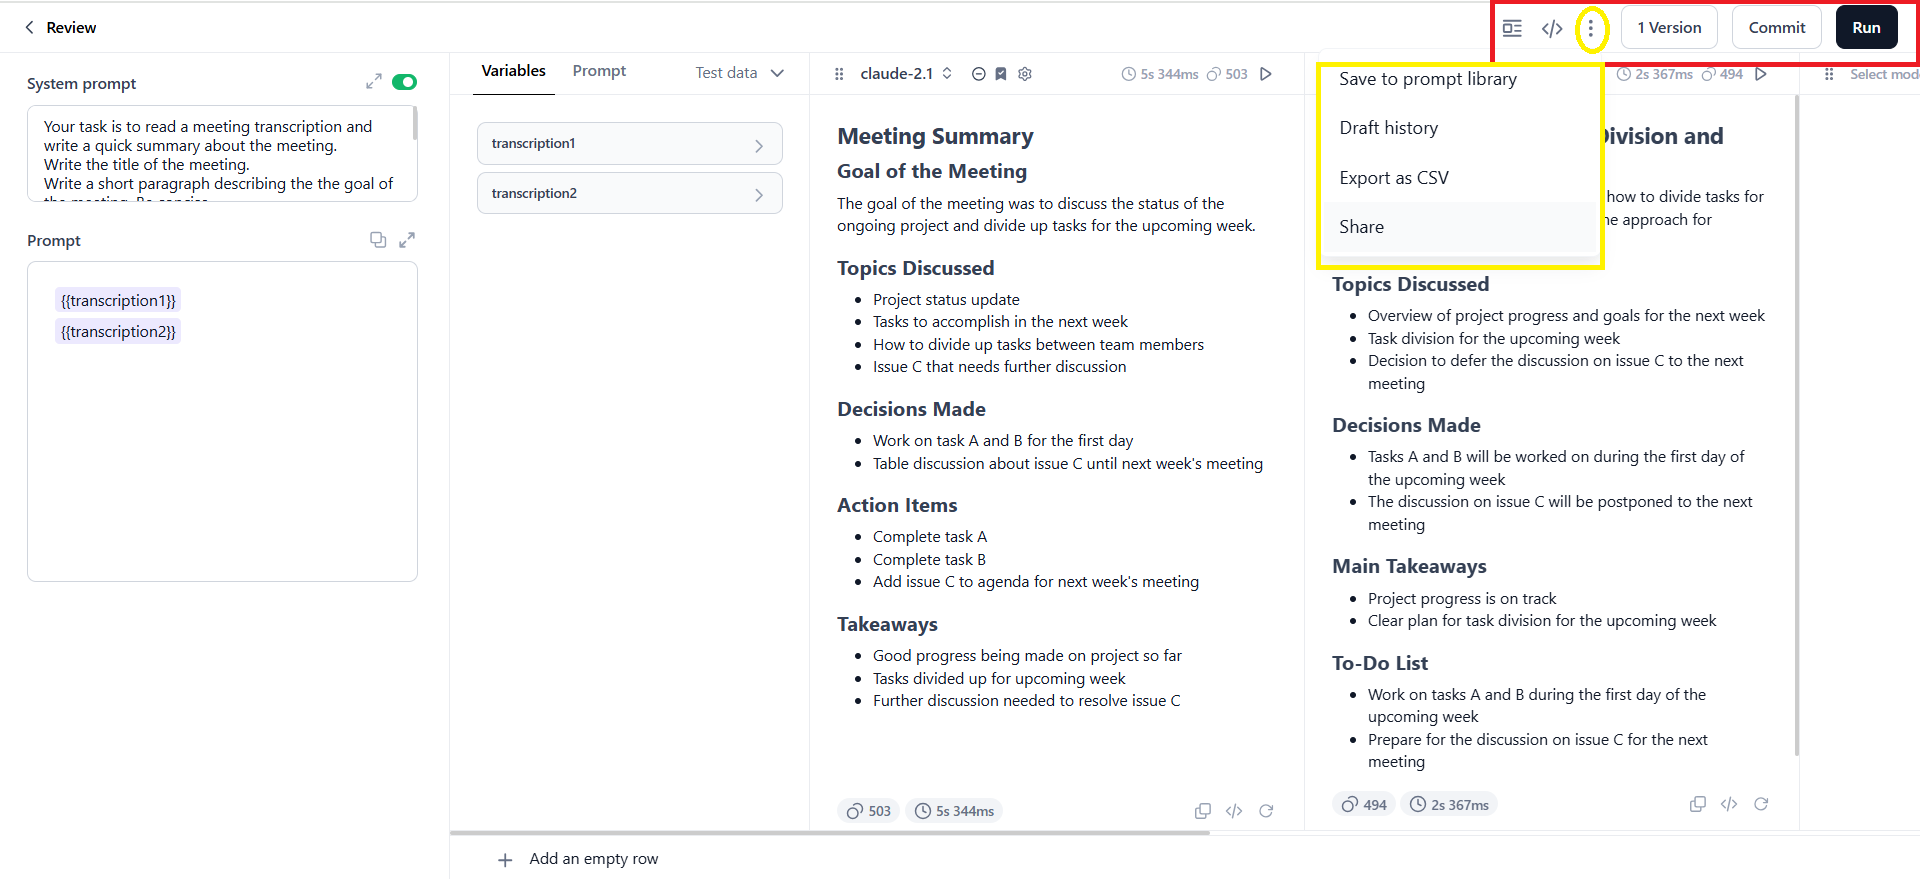 Review
</>
1 Version
Commit
Run
System prompt
Your task is to read a meeting transcription and
write a quick summary about the meeting.
Write the title of the meeting.
Write a short paragraph describing the the goal of
Prompt
{{transcription1}}
{{transcription2}}
Variables
Prompt
Test data
transcription1
transcription2
claude-2.1
5s 344ms
503
Meeting Summary
Goal of the Meeting
The goal of the meeting was to discuss the status of the
ongoing project and divide up tasks for the upcoming week.
Topics Discussed
• Project status update
• Tasks to accomplish in the next week
• How to divide up tasks between team members
• Issue C that needs further discussion
Decisions Made
• Work on task A and B for the first day
• Table discussion about issue C until next week's meeting
Action Items
• Complete task A
• Complete task B
• Add issue C to agenda for next week's meeting
Takeaways
• Good progress being made on project so far
• Tasks divided up for upcoming week
• Further discussion needed to resolve issue C
503
5s 344ms
</>
Save to prompt library
Draft history
Export as CSV
Share
2s 367ms
494
Division and
how to divide tasks for
approach for
Topics Discussed
• Overview of project progress and goals for the next week
• Task division for the upcoming week
• Decision to defer the discussion on issue C to the next
meeting
Decisions Made
• Tasks A and B will be worked on during the first day of
the upcoming week
• The discussion on issue C will be postponed to the next
meeting
Main Takeaways
• Project progress is on track
• Clear plan for task division for the upcoming week
To-Do List
• Work on tasks A and B during the first day of the
upcoming week
• Prepare for the discussion on issue C for the next
meeting
494
2s 367ms
</>
Select
Add an empty row